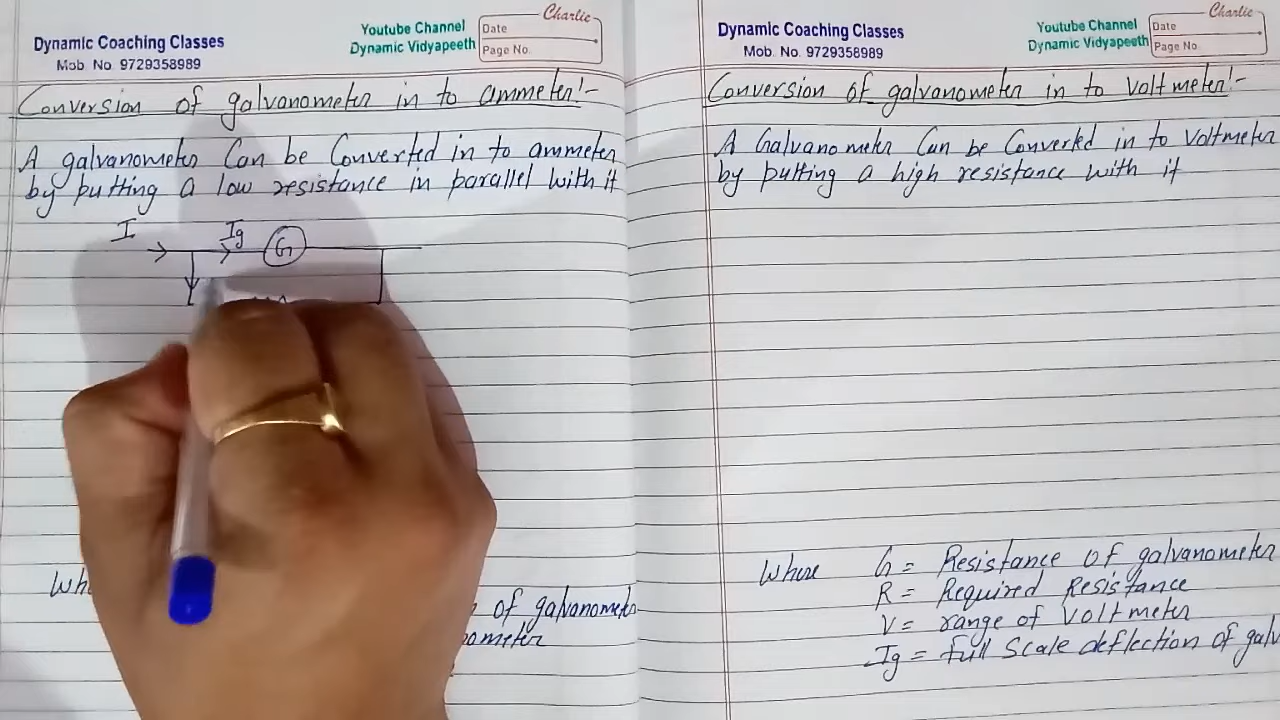 Dynamic Coaching Classes
Mob. No. 9729358989
Youtube Channel
Dynamic Vidyapeeth
Charlie
Date
Page No.
Conversion of galvanometer in to ammeter:-
A galvanometer Can be Converted in to ammeter
by putting a low resistance in parallel with it
I
Ig
G
of galvanometer
Dynamic Coaching Classes
Mob. No. 9729358989
Youtube Channel
Dynamic Vidyapeeth
Charlie
Date
Page No.
Conversion of galvanometer in to Voltmeter:-
A Galvanometer Can be Converted in to Voltmeter
by putting a high resistance with it
Where G = Resistance of galvanometer
R = Required Resistance
V = range of Voltmeter
Ig = full Scale deflection of galv